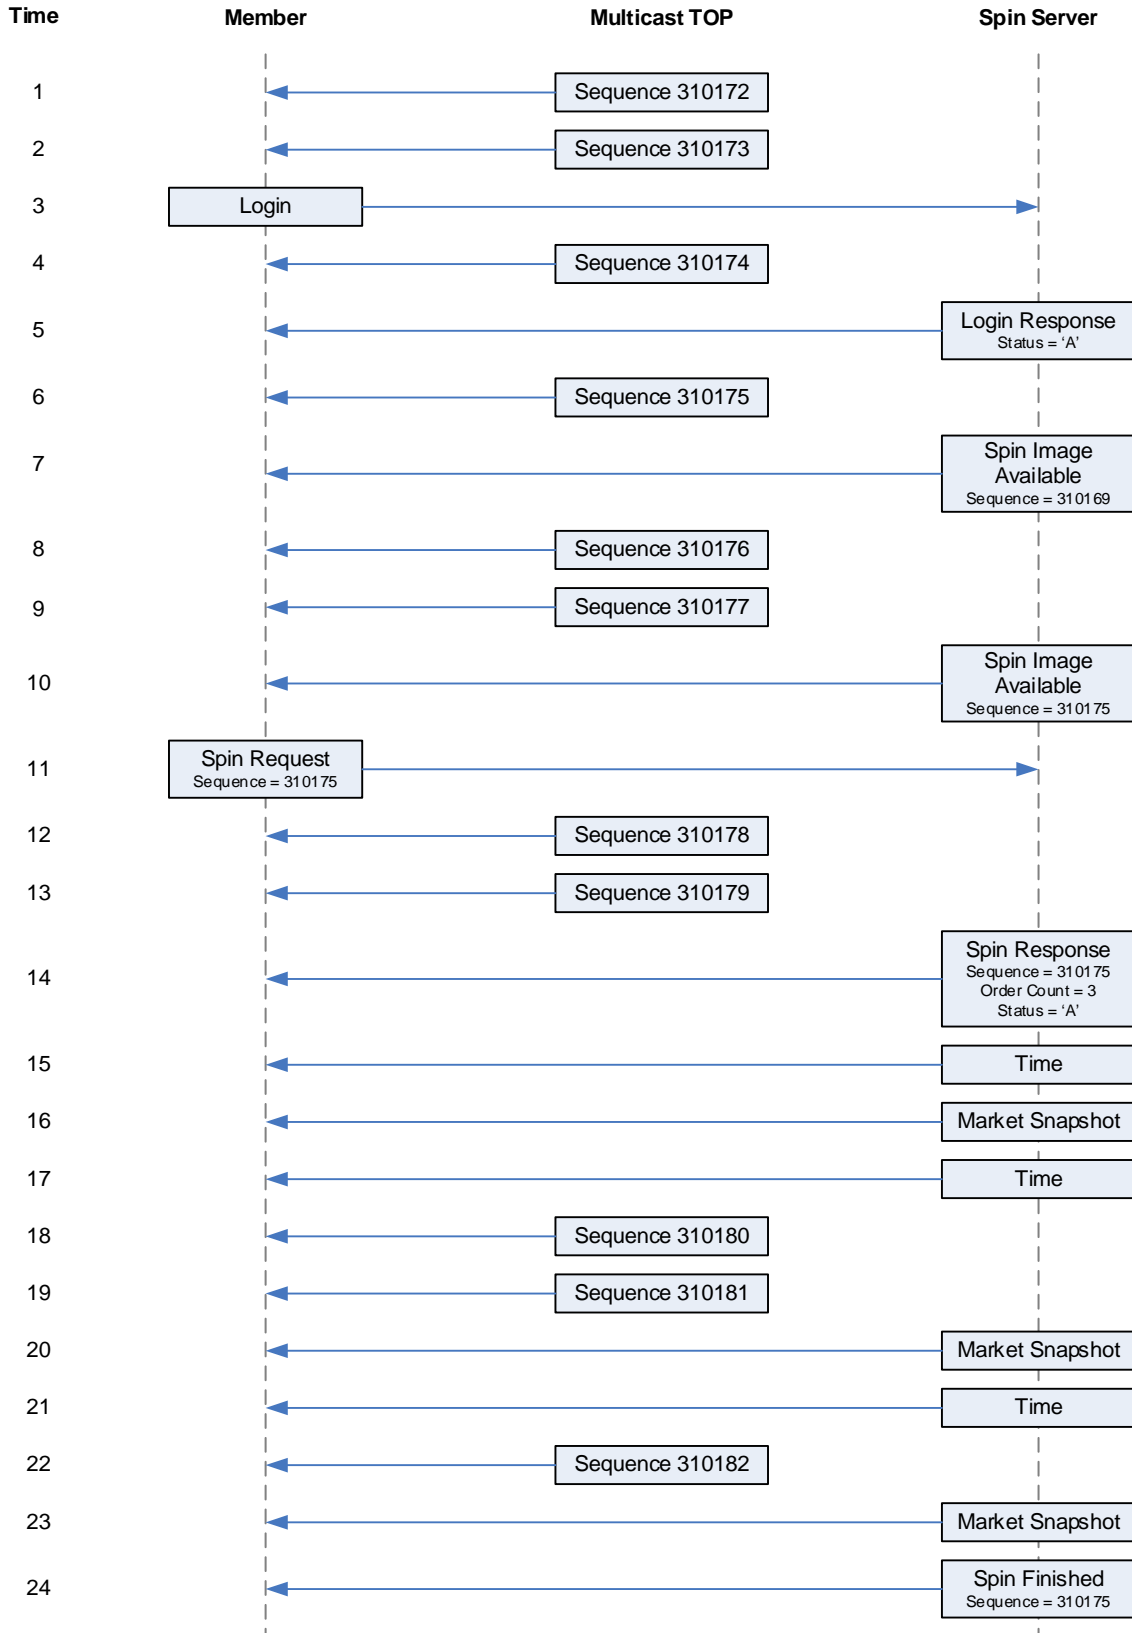 Time Member Multicast TOP Spin Server
1 Sequence 310172
2 Sequence 310173
3 Login
4 Sequence 310174
5 Login Response
Status = ‘A’
6 Sequence 310175
7 Spin Image
Available
Sequence = 310169
8 Sequence 310176
9 Sequence 310177
10 Spin Image
Available
Sequence = 310175
11 Spin Request
Sequence = 310175
12 Sequence 310178
13 Sequence 310179
14 Spin Response
Sequence = 310175
Order Count = 3
Status = ‘A’
15 Time
16 Market Snapshot
17 Time
18 Sequence 310180
19 Sequence 310181
20 Market Snapshot
21 Time
22 Sequence 310182
23 Market Snapshot
24 Spin Finished
Sequence = 310175